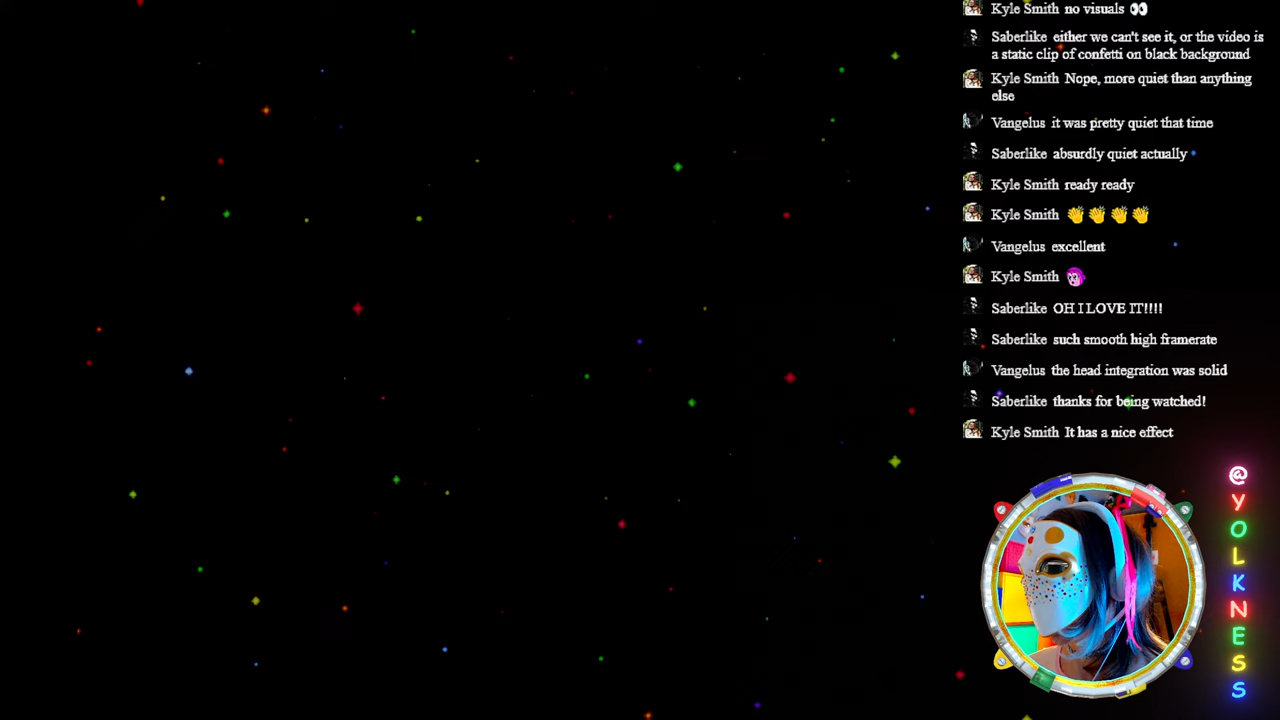 Kyle Smith no visuals 👀
Saberlike either we can't see it, or the video is
a static clip of confetti on black background
Kyle Smith Nope, more quiet than anything
else
Vangelus it was pretty quiet that time
Saberlike absurdly quiet actually
Kyle Smith ready ready
Kyle Smith 👏👏👏👏
Vangelus excellent
Kyle Smith
Saberlike OH I LOVE IT!!!!
Saberlike such smooth high framerate
Vangelus the head integration was solid
Saberlike thanks for being watched!
Kyle Smith It has a nice effect
@YOLKNESS